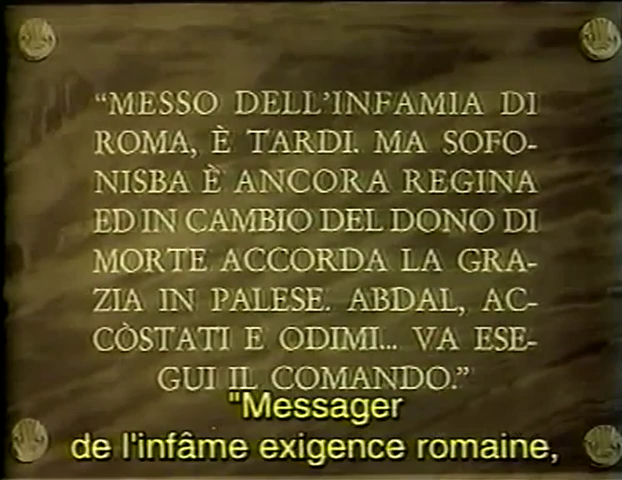 “MESSO DELL'INFAMIA DI
ROMA, È TARDI. MA SOFO-
NISBA È ANCORA REGINA
ED IN CAMBIO DEL DONO DI
MORTE ACCORDA LA GRA-
ZIA IN PALESE. ABDAL, AC-
CÒSTATI E ODIMI... VA ESE-
GUI IL COMANDO.”
"Messager
de l'infâme exigence romaine,